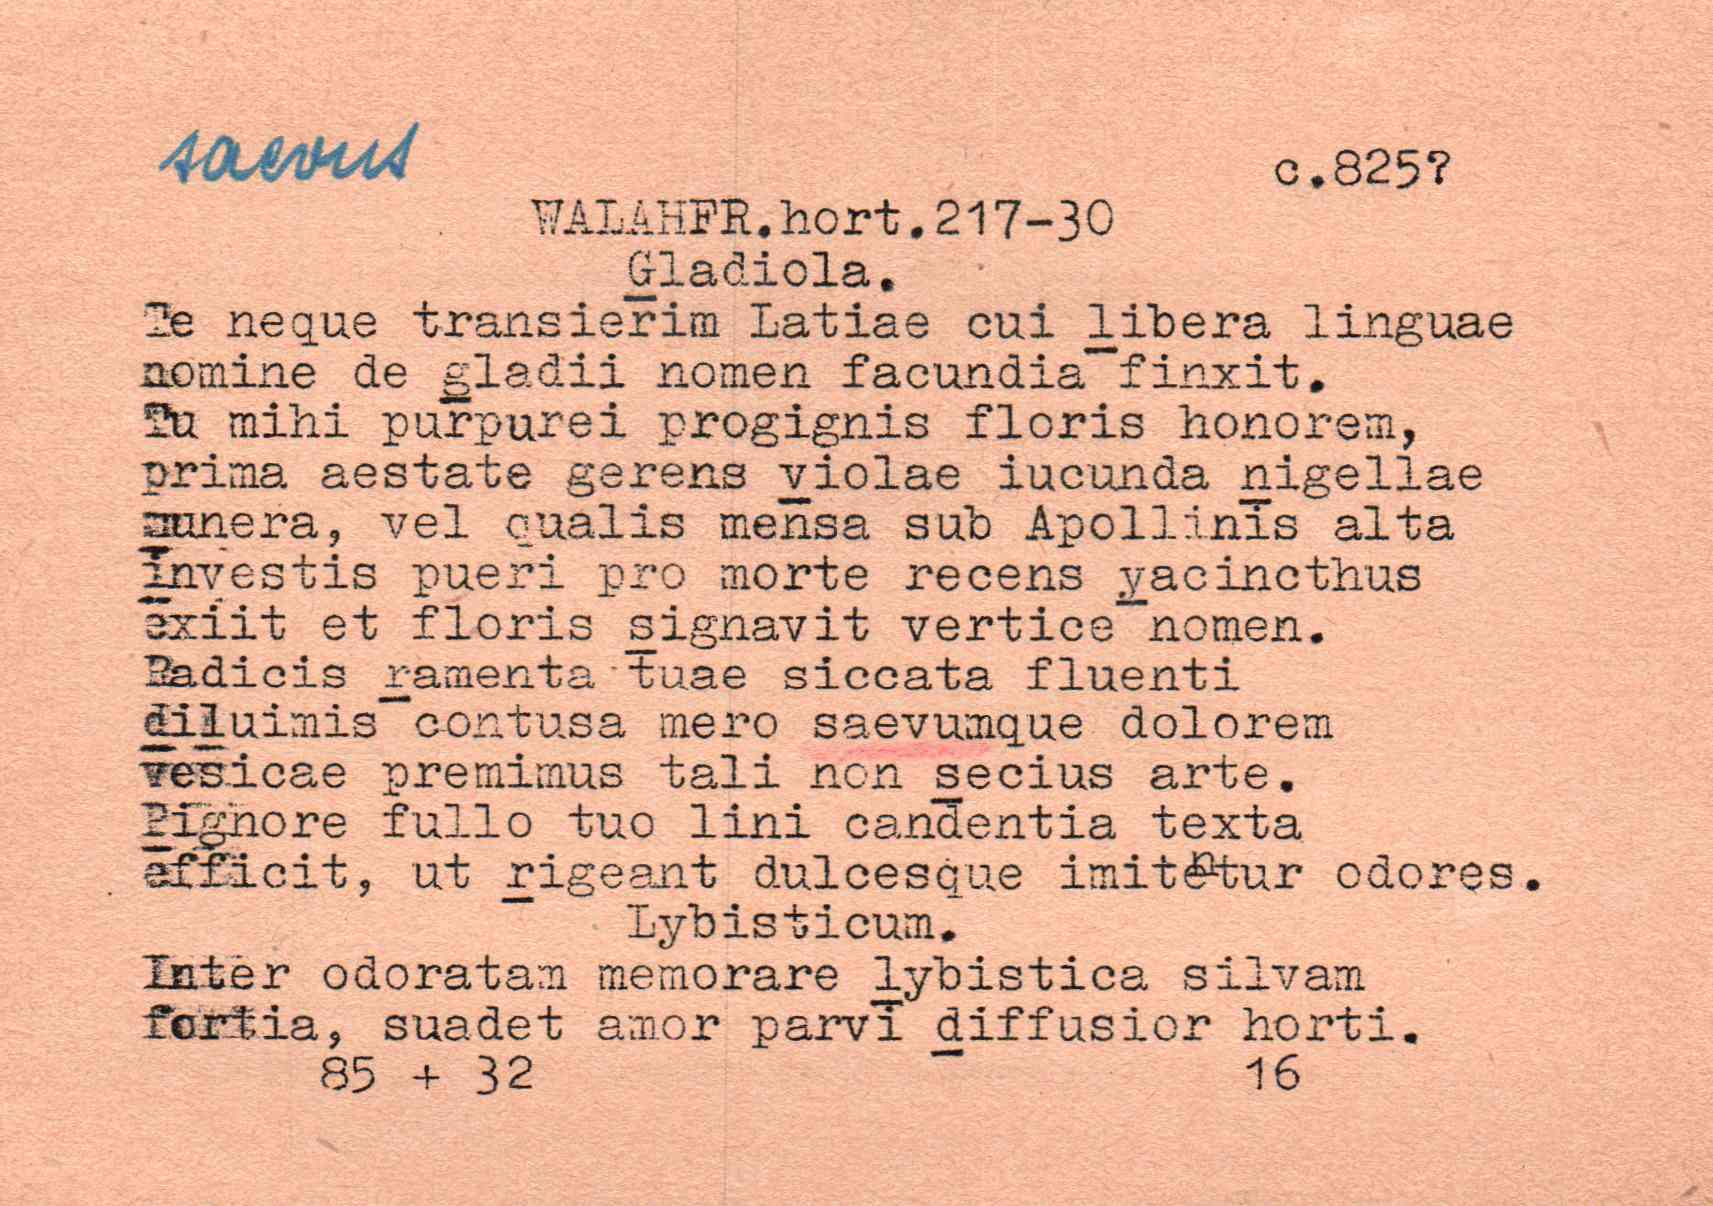 saevus
c.825?
WALAHFR.hort.217-30
Gladiola.
Te neque transierim Latiae cui libera linguae
nomine de gladii nomen facundia finxit.
Tu mihi purpurei progignis floris honorem,
prima aestate gerens violae iucunda nigellae
munera, vel qualis mensa sub Apollinis alta
investis pueri pro morte recens yacincthus
exiit et floris signavit vertice nomen.
Radicis ramenta tuae siccata fluenti
diluimis contusa mero saevumque dolorem
vesicae premimus tali non secius arte.
Pignore fullo tuo lini candentia texta
efficit, ut rigeant dulcesque imitentur odores.
Lybisticum.
Inter odoratam memorare lybistica silvam
fortia, suadet amor parvi diffusior horti.
85 + 32 16